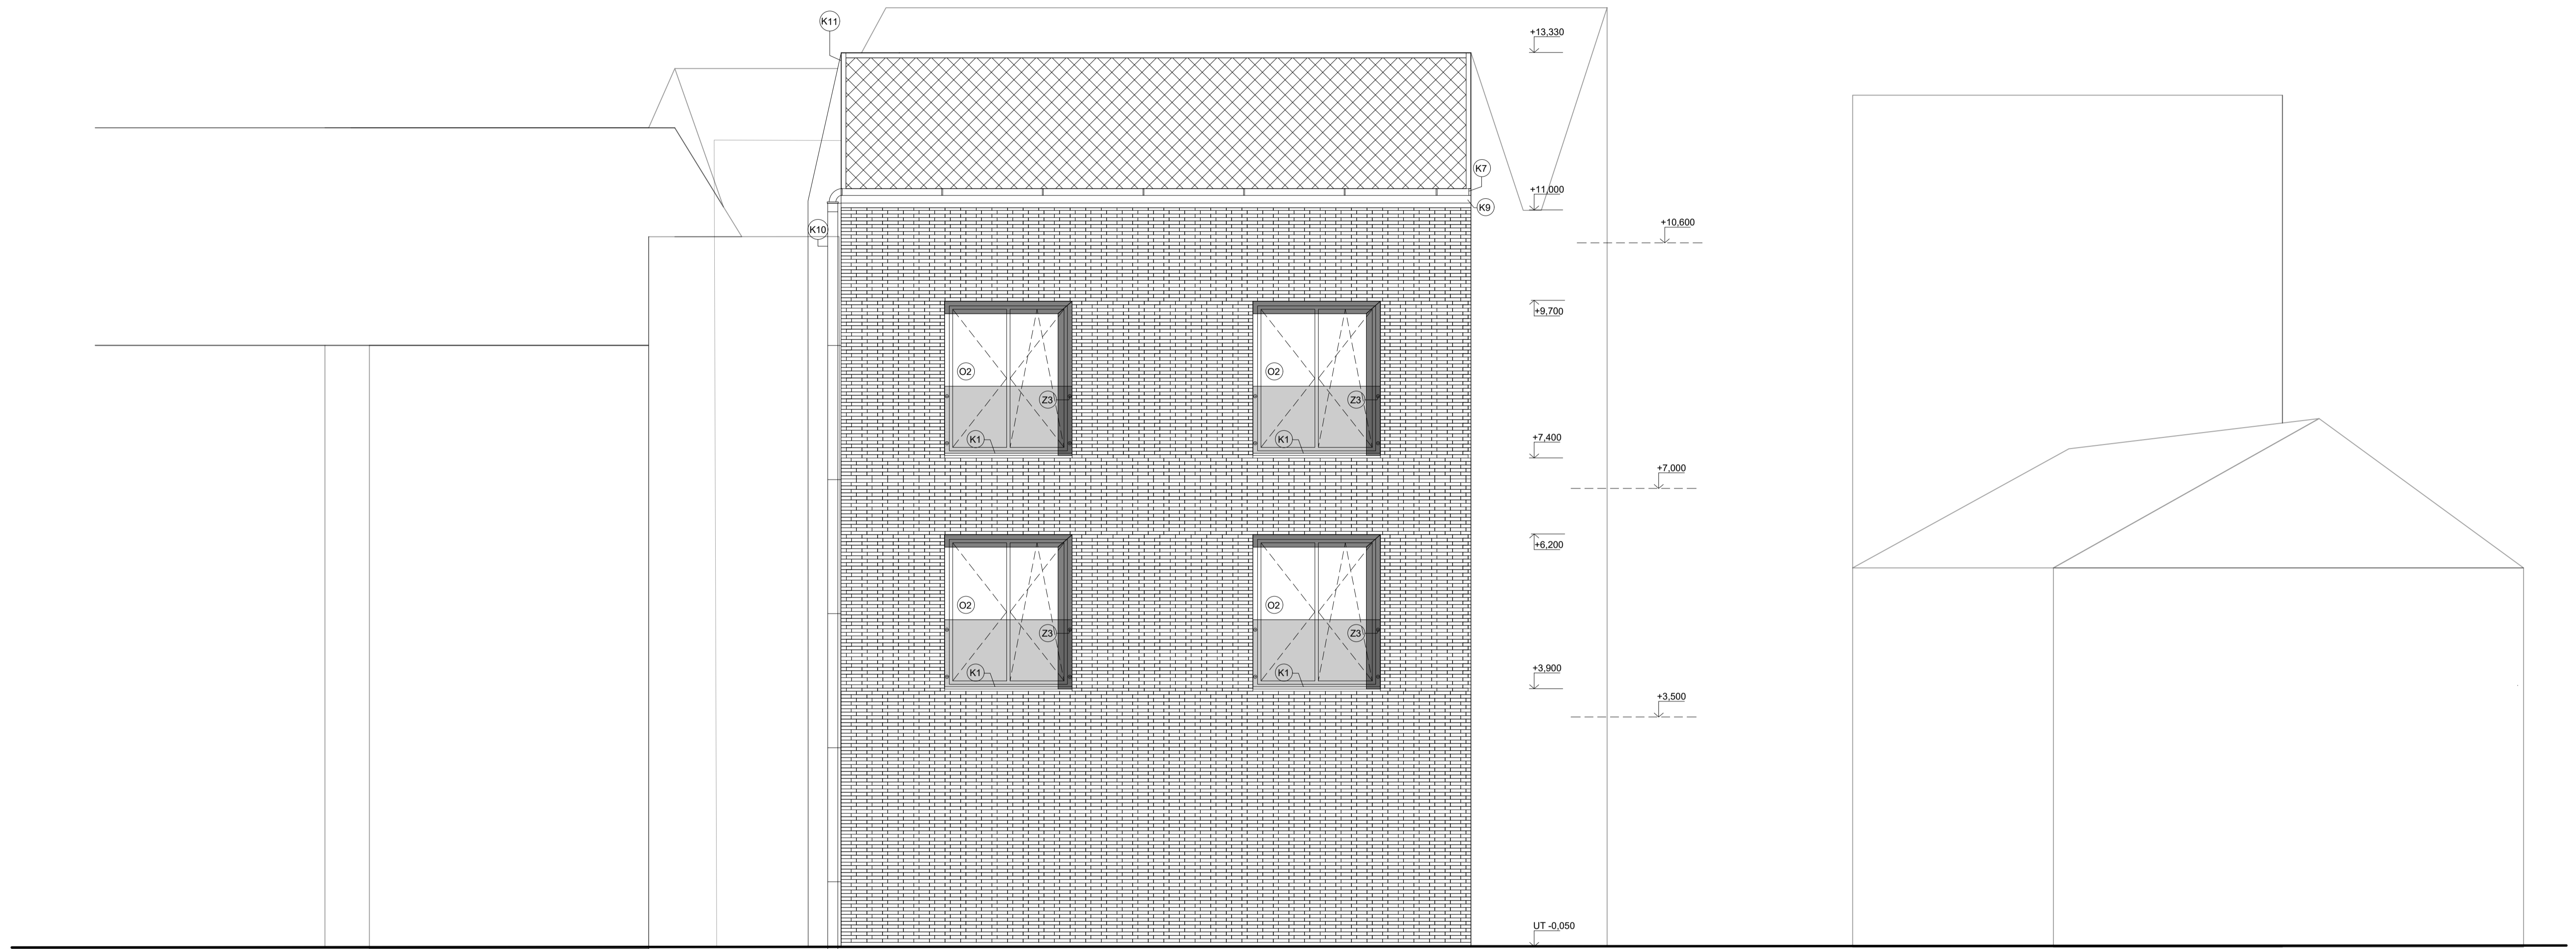 K11
+13,330
K7
+11,000
K9
+10,600
K10
+9,700
O2
O2
Z3
Z3
K1
K1
+7,400
+7,000
+6,200
O2
O2
Z3
Z3
K1
K1
+3,900
+3,500
UT -0,050